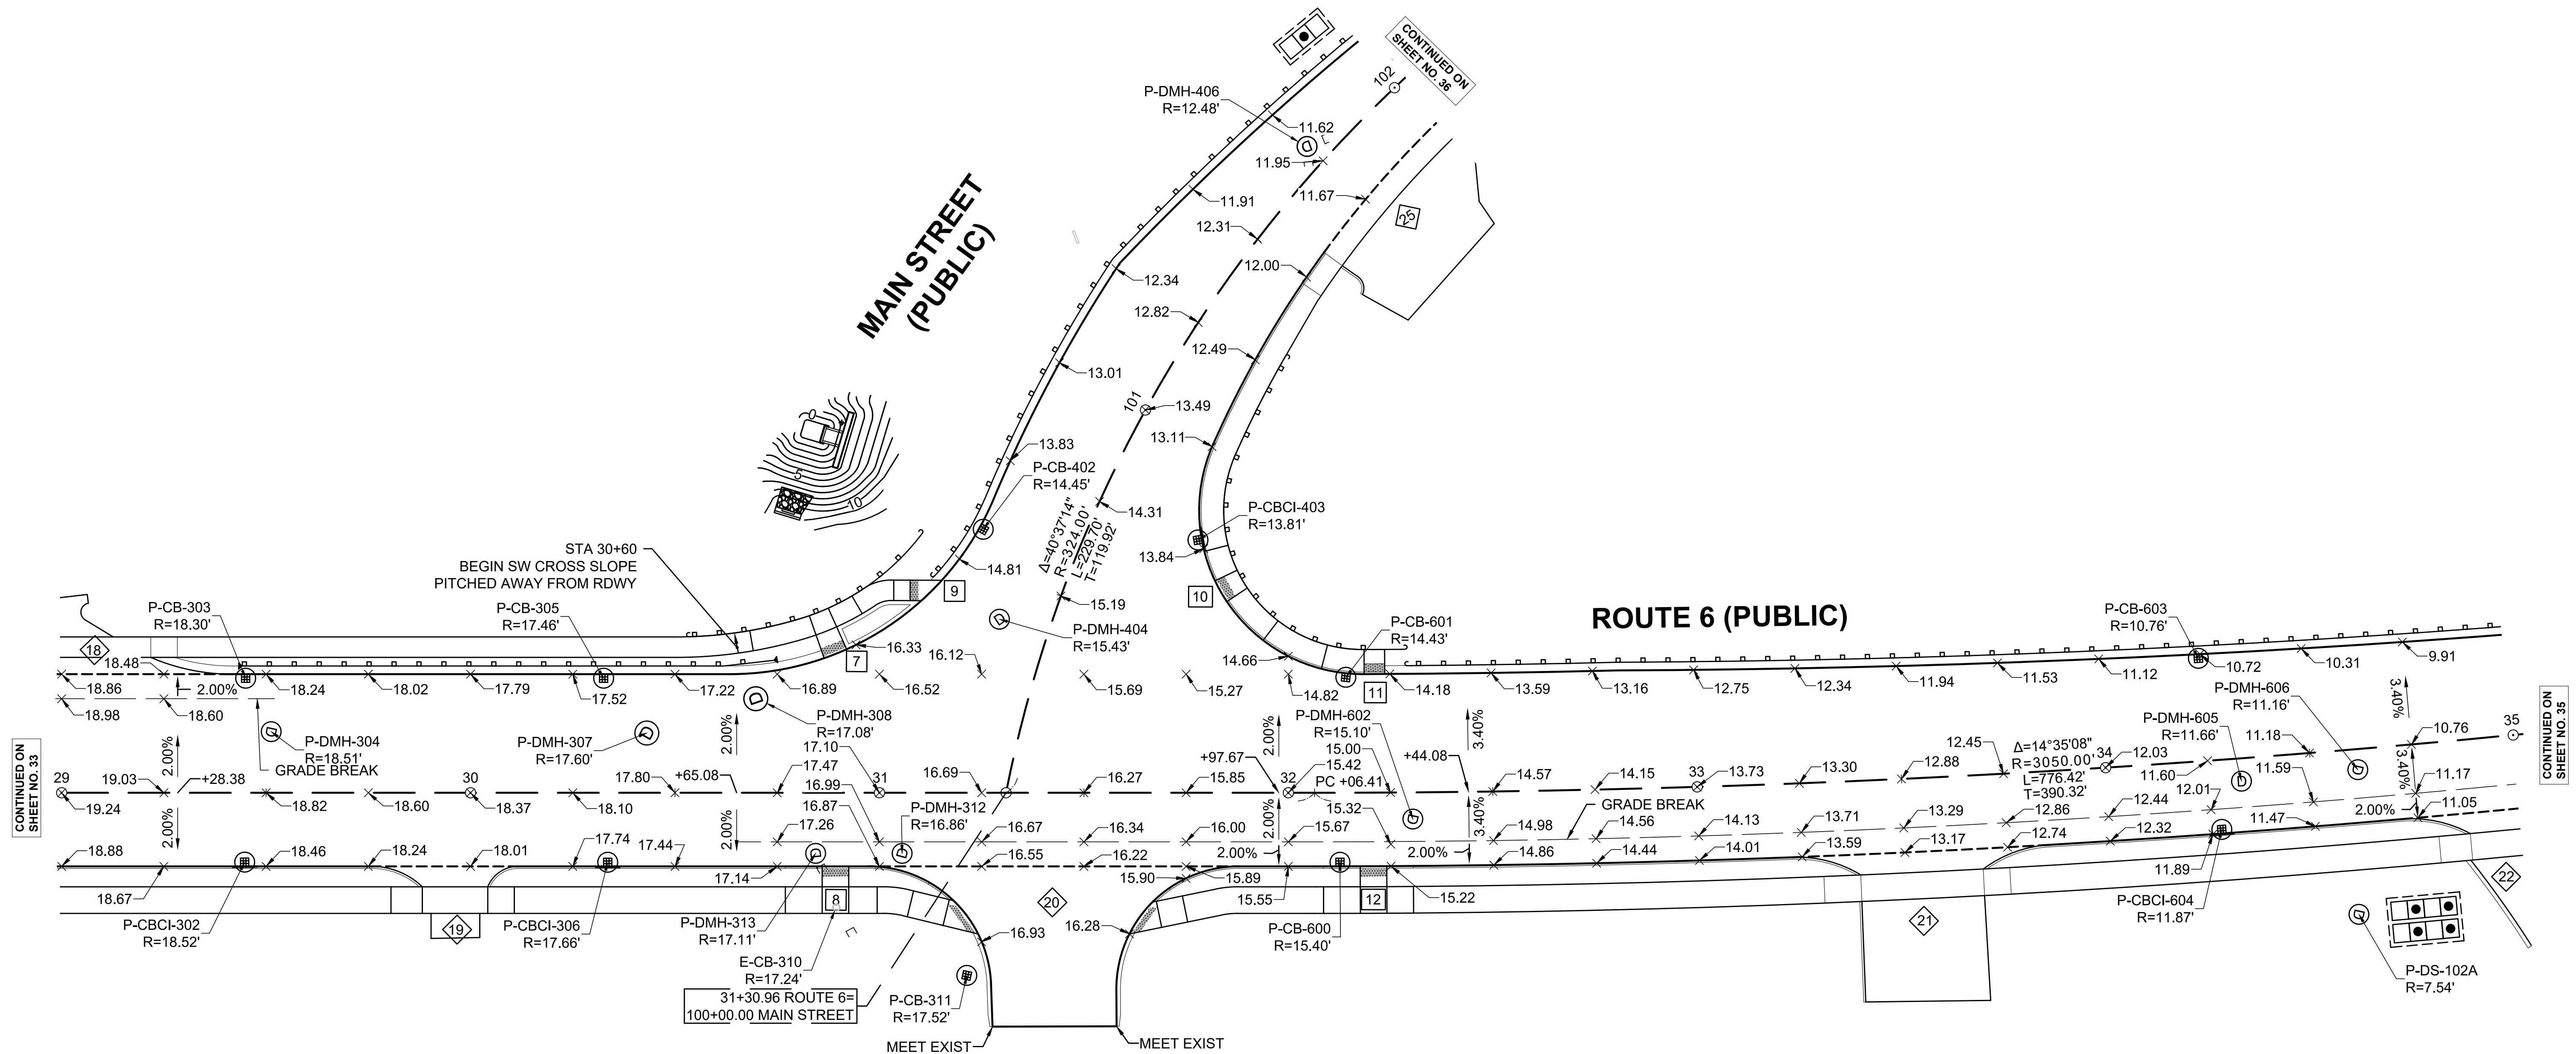 CONTINUED ON
SHEET NO. 36
102
P-DMH-406
R=12.48'
11.62
11.95
11.67
25
11.91
12.31
MAIN STREET
(PUBLIC)
12.34
12.00
12.82
12.49
13.01
101
13.49
13.11
0
5
10
13.83
P-CB-402
R=14.45'
14.31
Δ=40°37'14"
R=324.00'
L=229.70'
T=119.92'
P-CBCI-403
R=13.81'
13.84
STA 30+60
BEGIN SW CROSS SLOPE
PITCHED AWAY FROM RDWY
14.81
9
10
15.19
ROUTE 6 (PUBLIC)
P-CB-303
R=18.30'
P-CB-305
R=17.46'
P-DMH-404
R=15.43'
P-CB-601
R=14.43'
P-CB-603
R=10.76'
18
18.48
16.33
7
16.12
14.66
11
18.86
2.00%
18.24
18.02
17.79
17.52
17.22
16.89
16.52
15.69
15.27
14.82
14.18
13.59
13.16
12.75
12.34
11.94
11.53
11.12
10.72
10.31
9.91
18.98
18.60
P-DMH-304
R=18.51'
GRADE BREAK
P-DMH-307
R=17.60'
P-DMH-308
R=17.08'
P-DMH-602
R=15.10'
P-DMH-605
R=11.66'
P-DMH-606
R=11.16'
2.00%
2.00%
2.00%
3.40%
3.40%
CONTINUED ON
SHEET NO. 33
CONTINUED ON
SHEET NO. 35
29
19.03
+28.38
30
17.80
+65.08
17.10
17.47
31
16.69
+97.67
32
15.42
15.00
PC +06.41
+44.08
33
12.45
Δ=14°35'08"
R=3050.00'
L=776.42'
T=390.32'
34
12.03
11.18
10.76
35
19.24
18.82
18.60
18.37
18.10
16.99
16.87
16.27
15.85
14.57
14.15
13.73
13.30
12.88
11.60
11.59
11.17
P-DMH-312
R=16.86'
15.32
GRADE BREAK
12.01
3.40%
2.00%
2.00%
2.00%
3.40%
17.74
17.44
17.26
16.67
16.34
16.00
15.67
14.98
14.56
14.13
13.71
13.29
12.86
12.44
11.47
2.00%
11.05
18.88
18.46
18.24
18.01
17.14
16.55
16.22
15.90
15.89
2.00%
2.00%
14.86
14.44
14.01
13.59
13.17
12.74
12.32
11.89
18.67
8
20
15.55
12
15.22
22
P-CBCI-302
R=18.52'
19
P-CBCI-306
R=17.66'
P-DMH-313
R=17.11'
16.93
16.28
P-CB-600
R=15.40'
21
P-CBCI-604
R=11.87'
E-CB-310
R=17.24'
31+30.96 ROUTE 6=
100+00.00 MAIN STREET
P-CB-311
R=17.52'
P-DS-102A
R=7.54'
MEET EXIST
MEET EXIST